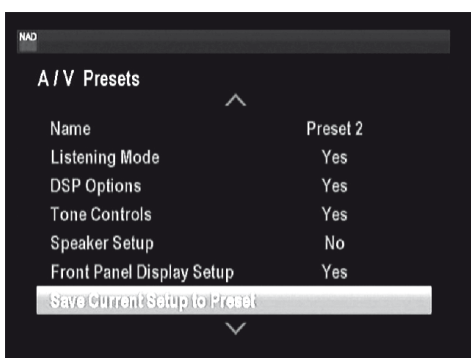 NAD
A / V Presets
Name Preset 2
Listening Mode Yes
DSP Options Yes
Tone Controls Yes
Speaker Setup No
Front Panel Display Setup Yes
Save Current Setup to Preset